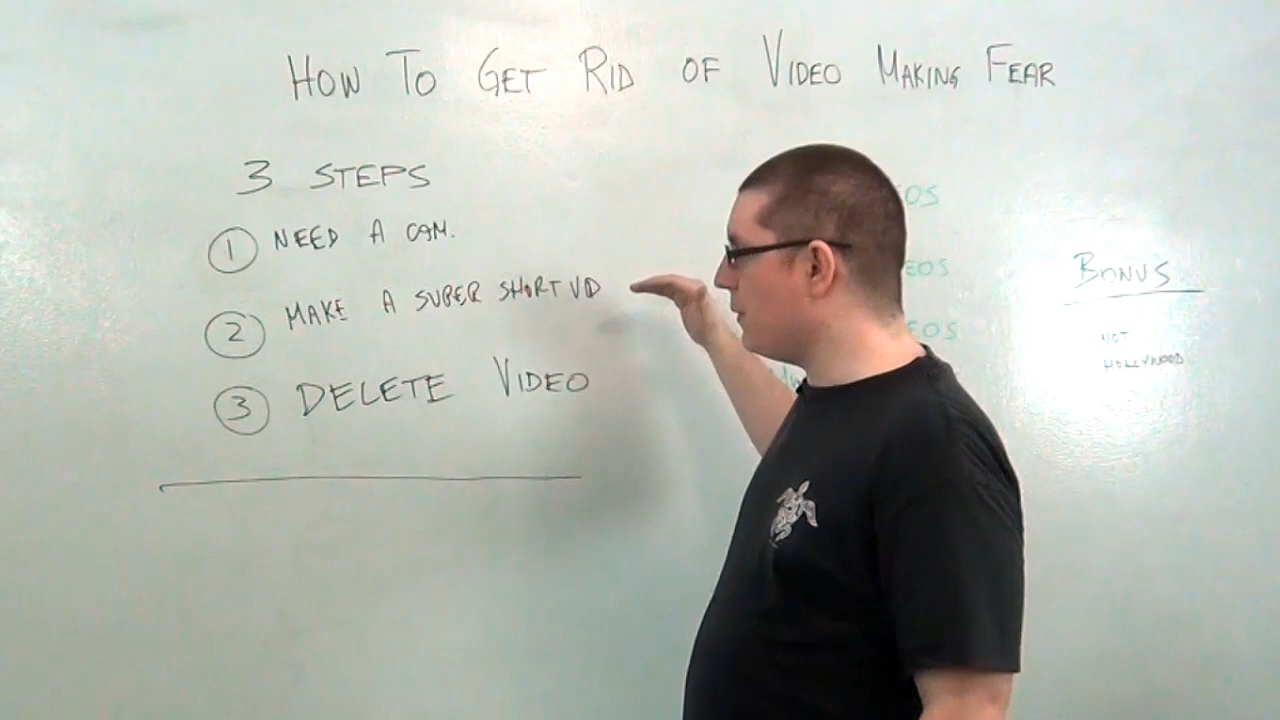 HOW TO GET RID OF VIDEO MAKING FEAR
3 STEPS
1 NEED A CAM.
2 MAKE A SUPER SHORT VD
3 DELETE VIDEO
BONUS
NOT
HOLLYWOOD